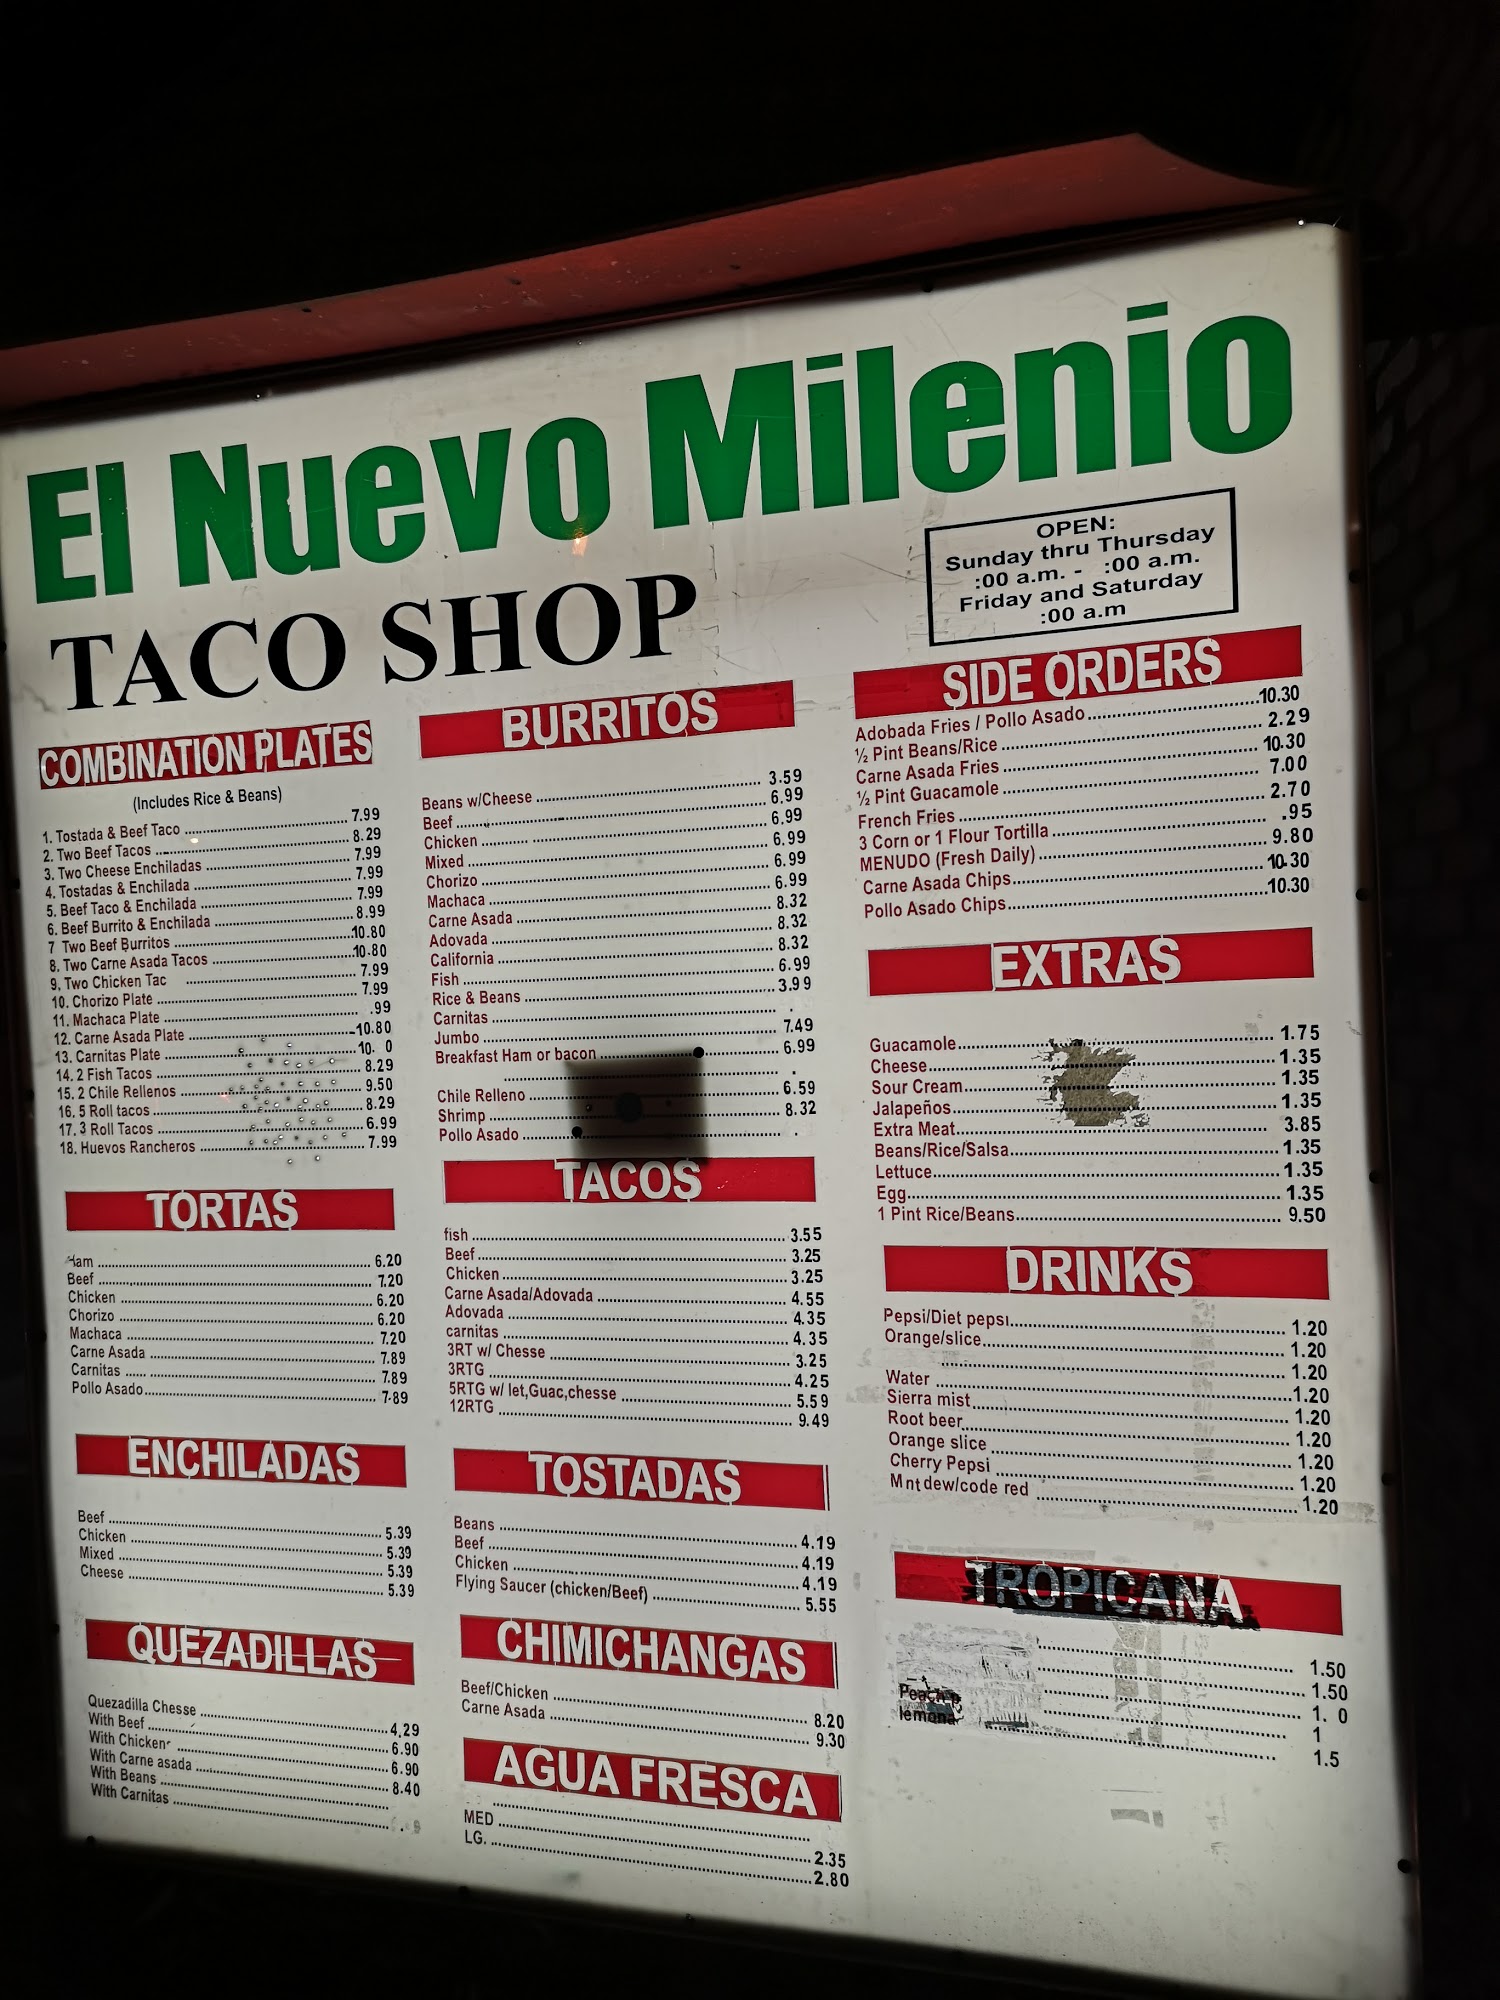 El Nuevo Milenio
TACO SHOP
OPEN:
Sunday thru Thursday
:00 a.m. - :00 a.m.
Friday and Saturday
:00 a.m
COMBINATION PLATES
(Includes Rice & Beans)
1. Tostada & Beef Taco 7.99
2. Two Beef Tacos 8.29
3. Two Cheese Enchiladas 7.99
4. Tostadas & Enchilada 7.99
5. Beef Taco & Enchilada 7.99
6. Beef Burrito & Enchilada 8.99
7 Two Beef Burritos 10.80
8. Two Carne Asada Tacos 10.80
9. Two Chicken Tac 7.99
10. Chorizo Plate 7.99
11. Machaca Plate .99
12. Carne Asada Plate 10.80
13. Carnitas Plate 10. 0
14. 2 Fish Tacos 8.29
15. 2 Chile Rellenos 9.50
16. 5 Roll tacos 8.29
17. 3 Roll Tacos 6.99
18. Huevos Rancheros 7.99
TORTAS
Ham 6.20
Beef 7.20
Chicken 6.20
Chorizo 6.20
Machaca 7.20
Carne Asada 7.89
Carnitas 7.89
Pollo Asado 7.89
ENCHILADAS
Beef 5.39
Chicken 5.39
Mixed 5.39
Cheese 5.39
QUEZADILLAS
Quezadilla Chesse 4.29
With Beef 6.90
With Chicken 6.90
With Carne asada 8.40
With Beans
With Carnitas
BURRITOS
Beans w/Cheese 3.59
Beef 6.99
Chicken 6.99
Mixed 6.99
Chorizo 6.99
Machaca 6.99
Carne Asada 8.32
Adovada 8.32
California 8.32
Fish 6.99
Rice & Beans 3.99
Carnitas .
Jumbo 7.49
Breakfast Ham or bacon 6.99
.
Chile Relleno 6.59
Shrimp 8.32
Pollo Asado .
TACOS
fish 3.55
Beef 3.25
Chicken 3.25
Carne Asada/Adovada 4.55
Adovada 4.35
carnitas 4.35
3RT w/ Chesse 3.25
3RTG 4.25
5RTG w/ let,Guac,chesse 5.59
12RTG 9.49
TOSTADAS
Beans 4.19
Beef 4.19
Chicken 4.19
Flying Saucer (chicken/Beef) 5.55
CHIMICHANGAS
Beef/Chicken 8.20
Carne Asada 9.30
AGUA FRESCA
MED 2.35
LG. 2.80
SIDE ORDERS
Adobada Fries / Pollo Asado 10.30
½ Pint Beans/Rice 2.29
Carne Asada Fries 10.30
½ Pint Guacamole 7.00
French Fries 2.70
3 Corn or 1 Flour Tortilla .95
MENUDO (Fresh Daily) 9.80
Carne Asada Chips 10.30
Pollo Asado Chips 10.30
EXTRAS
Guacamole 1.75
Cheese 1.35
Sour Cream 1.35
Jalapeños 1.35
Extra Meat 3.85
Beans/Rice/Salsa 1.35
Lettuce 1.35
Egg 1.35
1 Pint Rice/Beans 9.50
DRINKS
Pepsi/Diet pepsi 1.20
Orange/slice 1.20
1.20
Water 1.20
Sierra mist 1.20
Root beer 1.20
Orange slice 1.20
Cherry Pepsi 1.20
Mnt dew/code red 1.20
TROPICANA
1.50
1.50
Peach p 1. 0
lemona 1
1.5